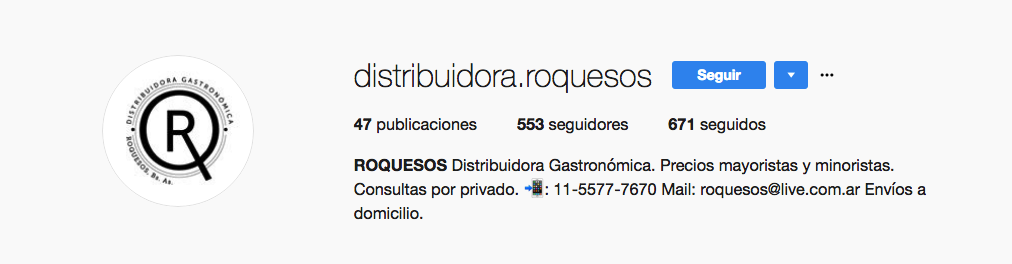 DISTRIBUIDORA GASTRONÓMICA
R
ROQUESOS, Bs. As.
distribuidora.roquesos
Seguir
47 publicaciones 553 seguidores 671 seguidos
ROQUESOS Distribuidora Gastronómica. Precios mayoristas y minoristas.
Consultas por privado. 📲: 11-5577-7670 Mail: roquesos@live.com.ar Envíos a
domicilio.